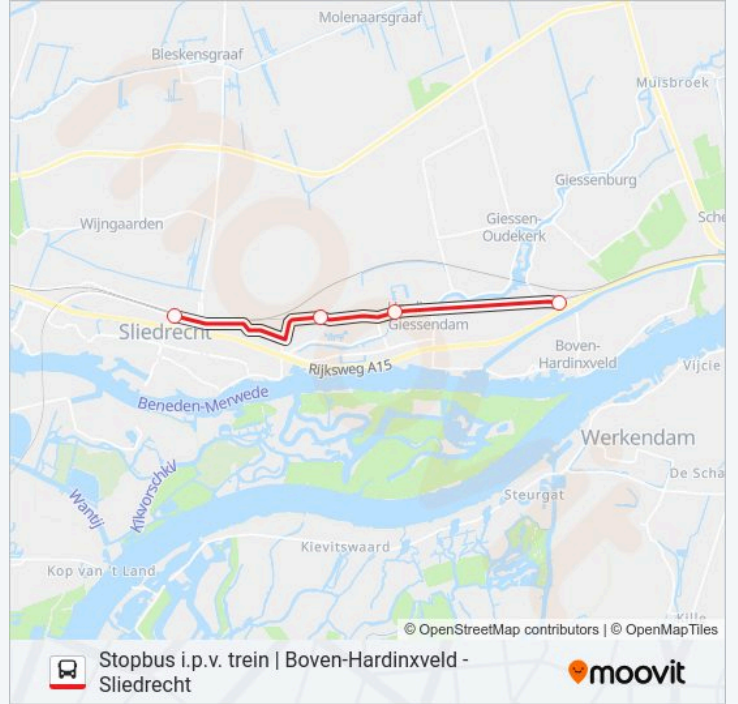 Molenaarsgraaf
Bleskensgraaf
Muisbroek
Giessenburg
Wijngaarden
Giessen-
Oudekerk
Sche
Sliedrecht
Giessendam
Boven-
Hardinxveld
Rijksweg A15
Vijcie
Beneden-Merwede
Werkendam
De Scha
Kikvorschkil
Wantij
Steurgat
Kievitswaard
Kop van 't Land
Kille
© OpenStreetMap contributors | © OpenMapTiles
Stopbus i.p.v. trein | Boven-Hardinxveld -
Sliedrecht
moovit